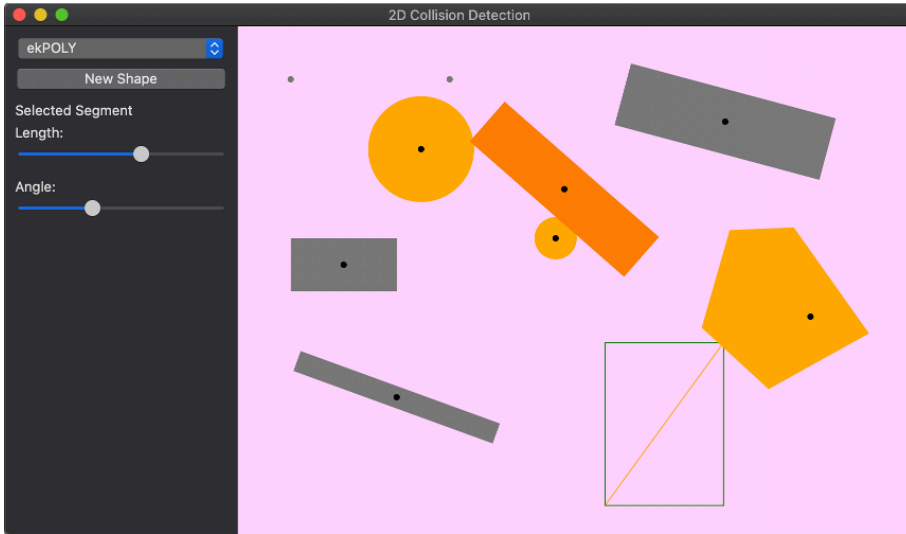 2D Collision Detection
ekPOLY
New Shape
Selected Segment
Length:
Angle: